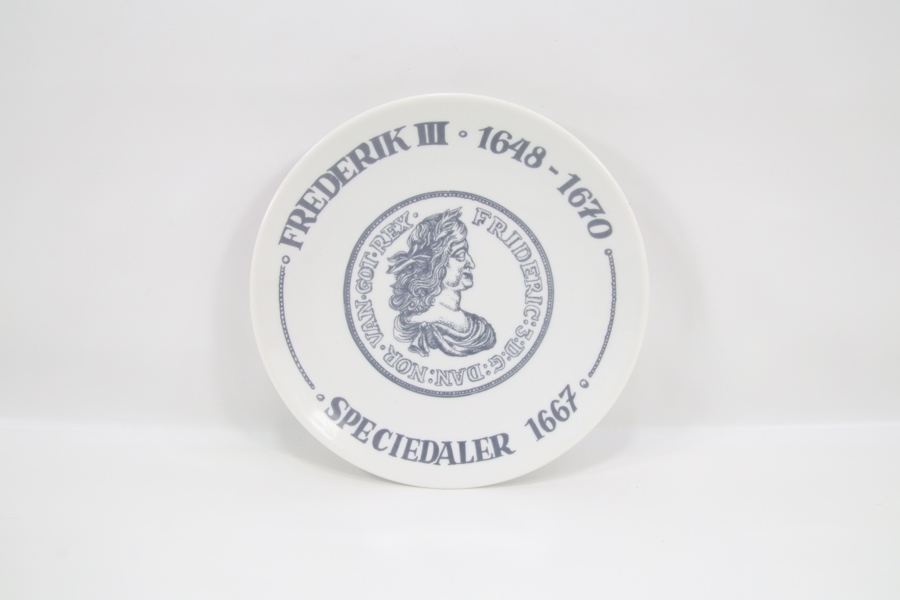 FREDERIK III ∘ 1648 - 1670
FRIDERIC:3:D:G:DAN:NOR·VAN·GOT·REX·
SPECIEDALER 1667